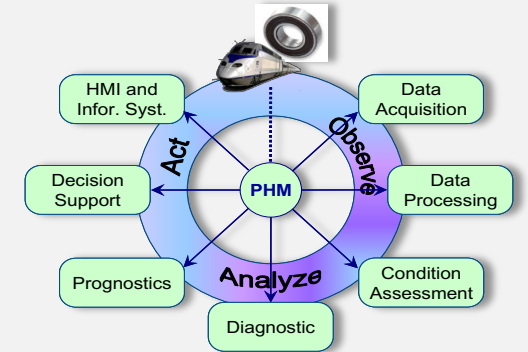 HMI and
Infor. Syst.
Data
Acquisition
Act
Observe
Decision
Support
PHM
Data
Processing
Prognostics
Analyze
Condition
Assessment
Diagnostic